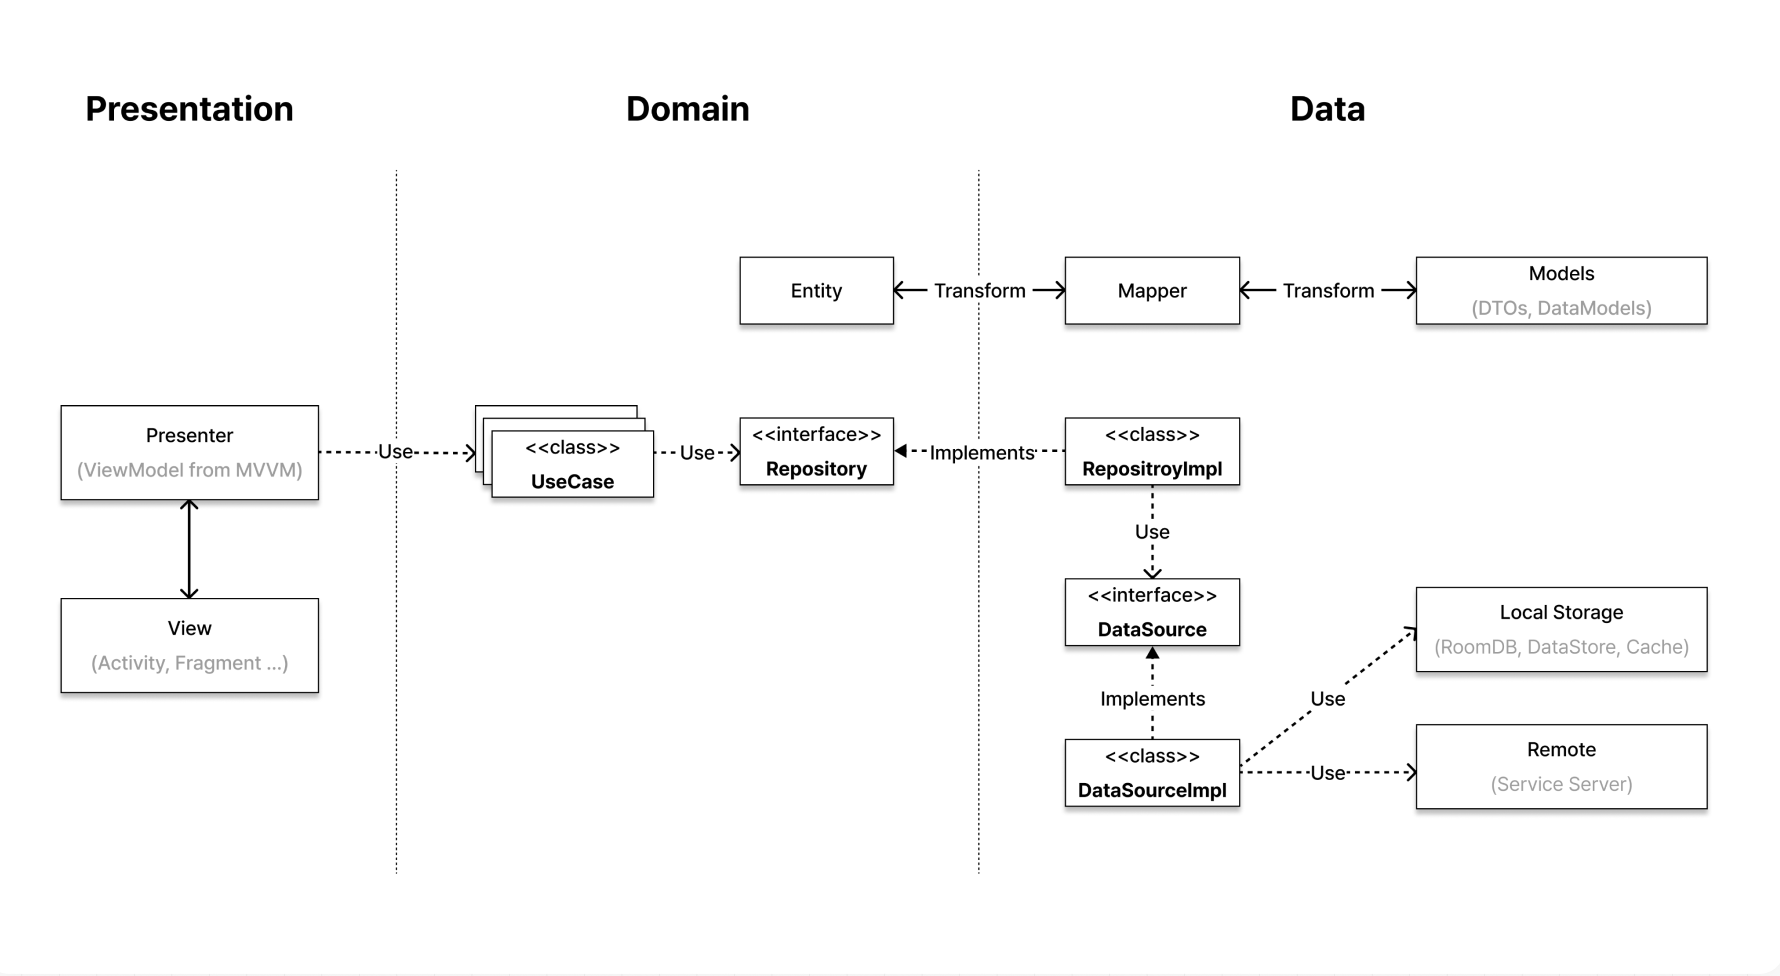 Presentation
Domain
Data
Entity
Transform
Mapper
Transform
Models
(DTOs, DataModels)
Presenter
(ViewModel from MVVM)
Use
<<class>>
UseCase
Use
<<interface>>
Repository
Implements
<<class>>
RepositroyImpl
Use
View
(Activity, Fragment ...)
<<interface>>
DataSource
Local Storage
(RoomDB, DataStore, Cache)
Implements
Use
<<class>>
DataSourceImpl
Use
Remote
(Service Server)